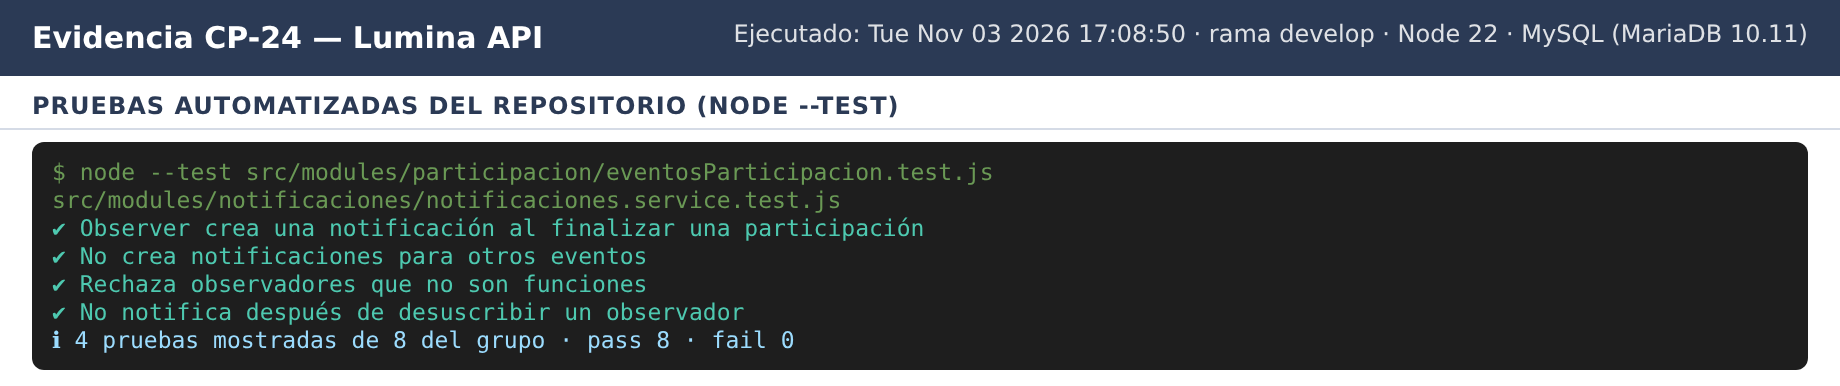 Evidencia CP-24 — Lumina API
Ejecutado: Tue Nov 03 2026 17:08:50 · rama develop · Node 22 · MySQL (MariaDB 10.11)
PRUEBAS AUTOMATIZADAS DEL REPOSITORIO (NODE --TEST)
$ node --test src/modules/participacion/eventosParticipacion.test.js
src/modules/notificaciones/notificaciones.service.test.js
✔ Observer crea una notificación al finalizar una participación
✔ No crea notificaciones para otros eventos
✔ Rechaza observadores que no son funciones
✔ No notifica después de desuscribir un observador
ℹ 4 pruebas mostradas de 8 del grupo · pass 8 · fail 0